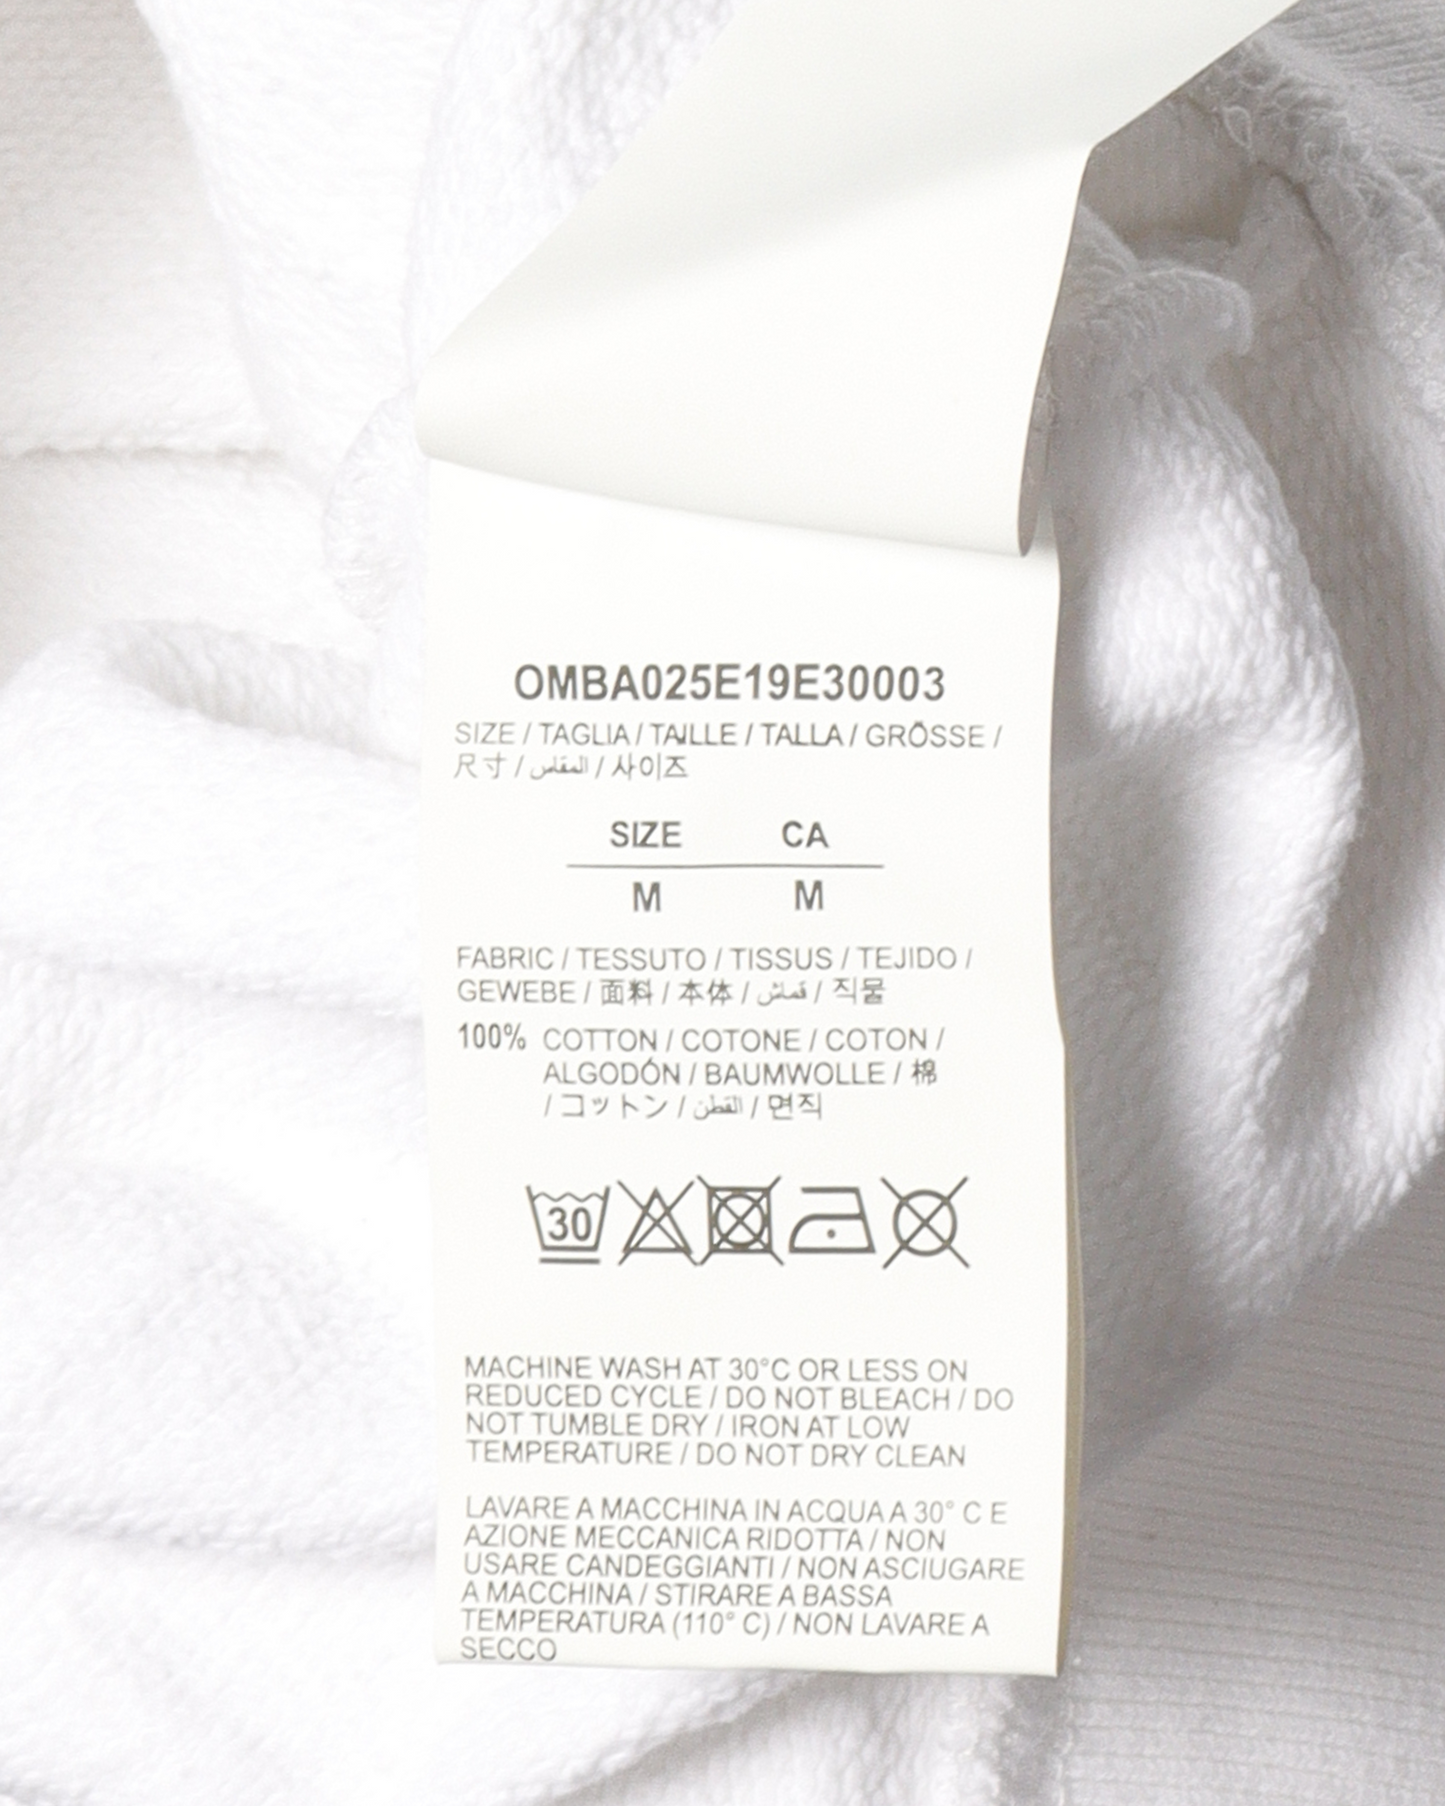 OMBA025E19E30003
SIZE / TAGLIA / TAILLE / TALLA / GRÖSSE /
尺寸 / المقاس / 사이즈
SIZE CA
M M
FABRIC / TESSUTO / TISSUS / TEJIDO /
GEWEBE / 面料 / 本体 / قماش / 직물
100% COTTON / COTONE / COTON /
ALGODÓN / BAUMWOLLE / 棉
/ コットン / القطن / 면직
30
MACHINE WASH AT 30°C OR LESS ON
REDUCED CYCLE / DO NOT BLEACH / DO
NOT TUMBLE DRY / IRON AT LOW
TEMPERATURE / DO NOT DRY CLEAN
LAVARE A MACCHINA IN ACQUA A 30° C E
AZIONE MECCANICA RIDOTTA / NON
USARE CANDEGGIANTI / NON ASCIUGARE
A MACCHINA / STIRARE A BASSA
TEMPERATURA (110° C) / NON LAVARE A
SECCO